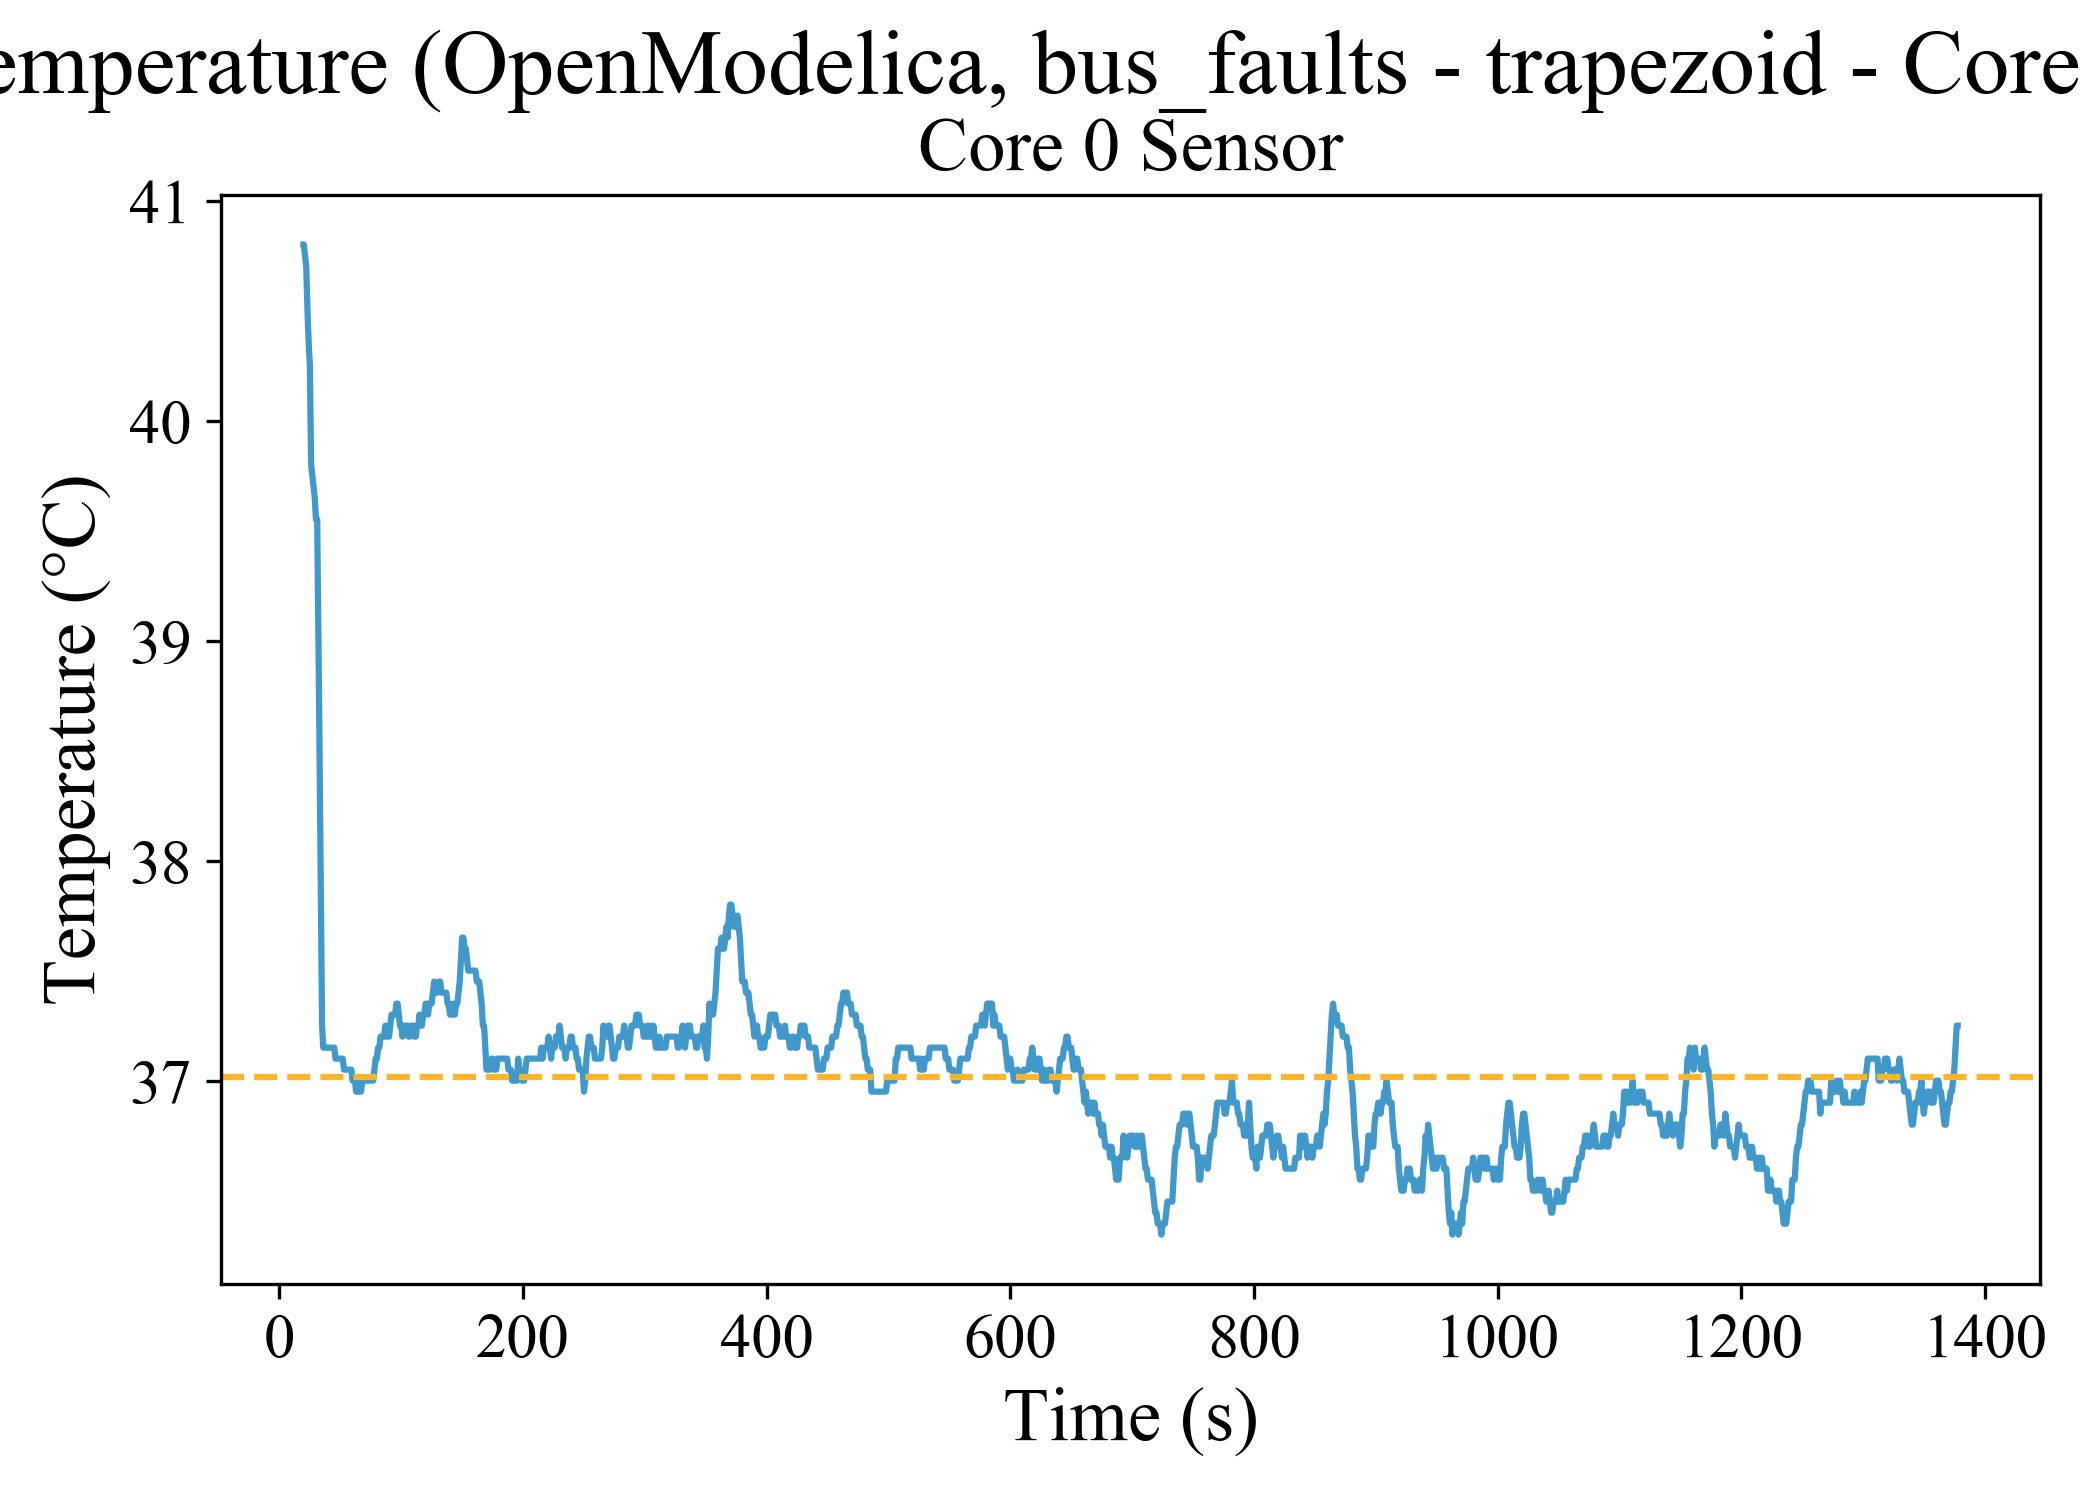 emperature (OpenModelica, bus_faults - trapezoid - Core
Core 0 Sensor
41
40
39
38
37
Temperature (°C)
0 200 400 600 800 1000 1200 1400
Time (s)